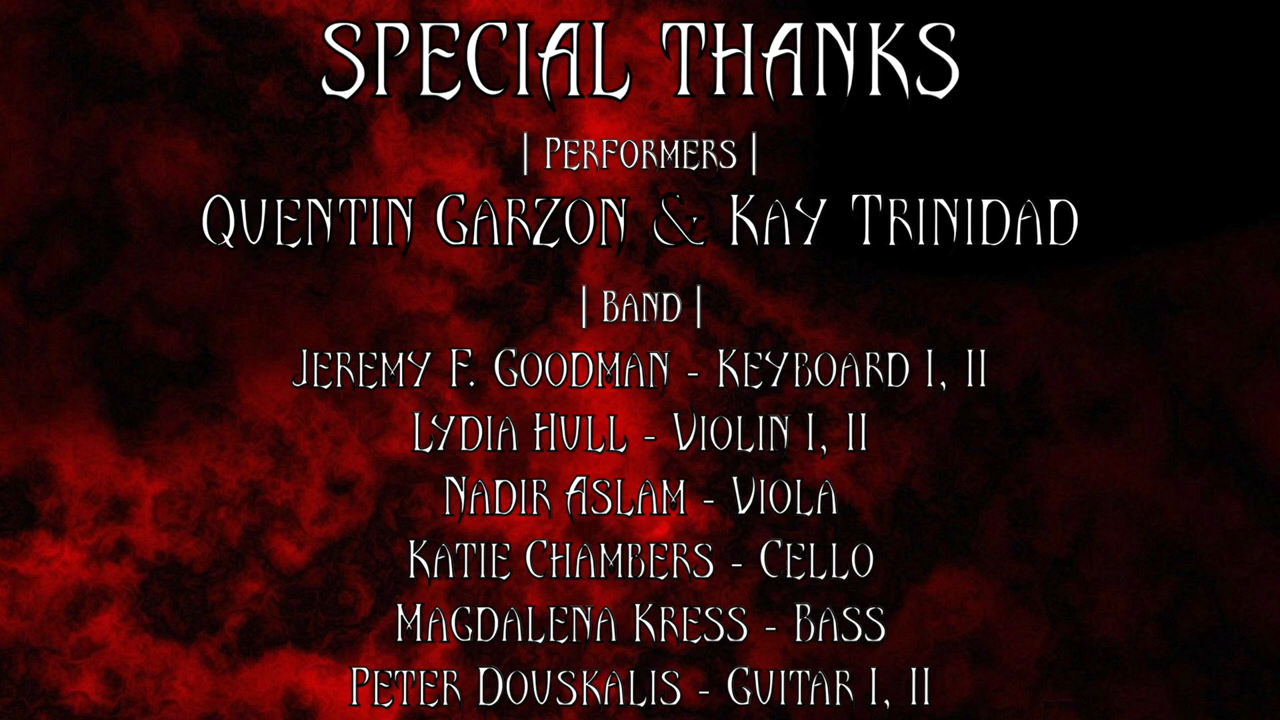 SPECIAL THANKS
| PERFORMERS |
QUENTIN GARZON & KAY TRINIDAD
| BAND |
JEREMY F. GOODMAN - KEYBOARD I, II
LYDIA HULL - VIOLIN I, II
NADIR ASLAM - VIOLA
KATIE CHAMBERS - CELLO
MAGDALENA KRESS - BASS
PETER DOUSKALIS - GUITAR I, II